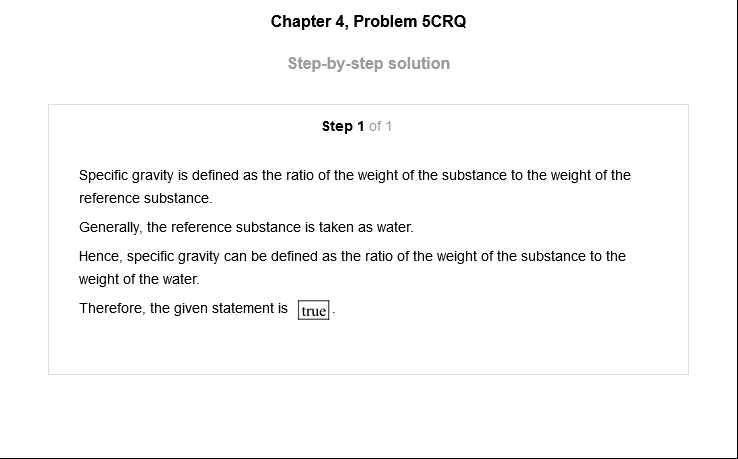 Chapter 4, Problem 5CRQ
Step-by-step solution
Step 1 of 1
Specific gravity is defined as the ratio of the weight of the substance to the weight of the
reference substance.
Generally, the reference substance is taken as water.
Hence, specific gravity can be defined as the ratio of the weight of the substance to the
weight of the water.
Therefore, the given statement is true.